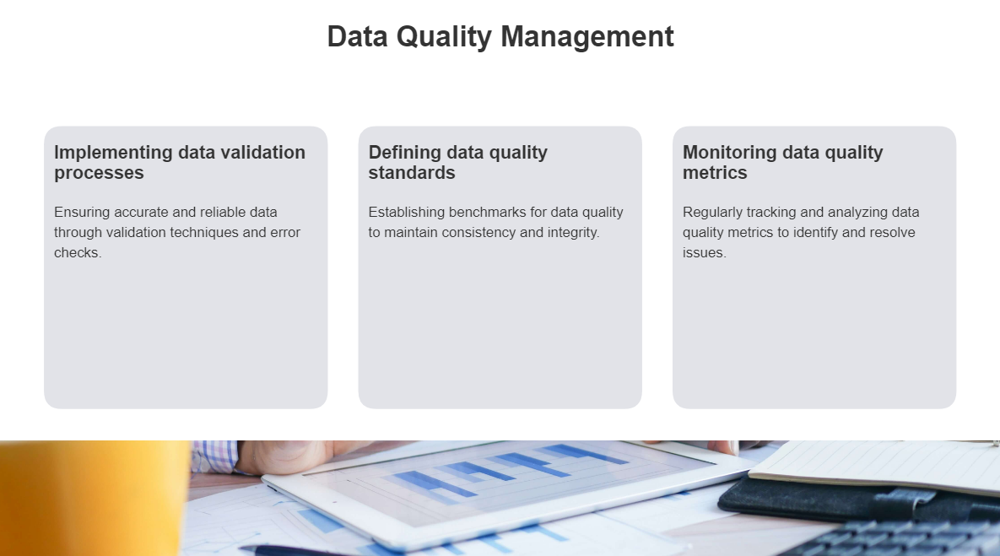 Data Quality Management
Implementing data validation
processes
Ensuring accurate and reliable data
through validation techniques and error
checks.
Defining data quality
standards
Establishing benchmarks for data quality
to maintain consistency and integrity.
Monitoring data quality
metrics
Regularly tracking and analyzing data
quality metrics to identify and resolve
issues.